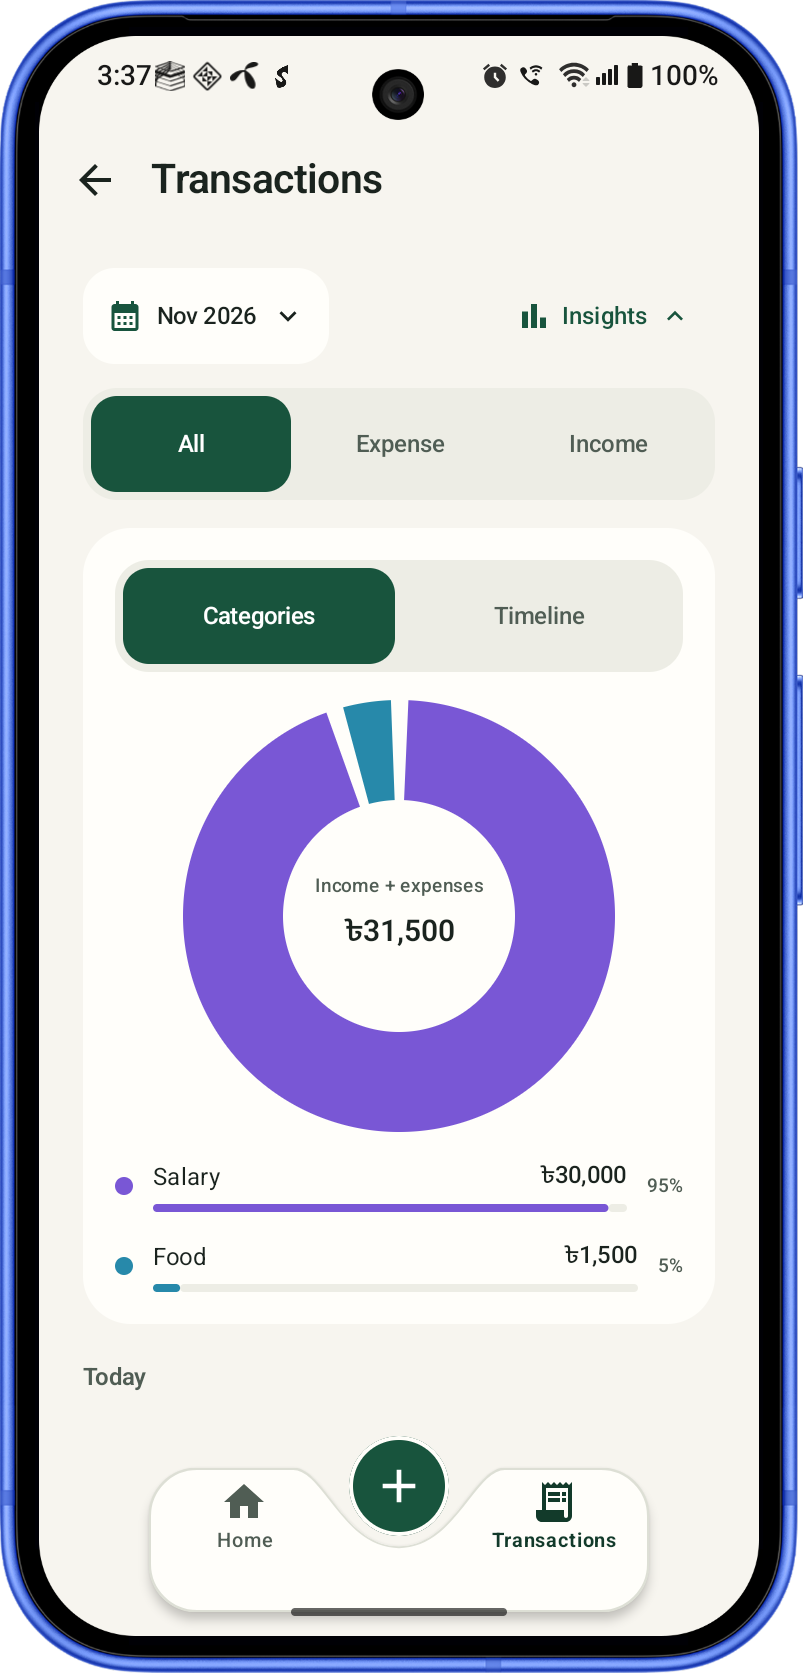 3:37 100%
Transactions
Nov 2026 Insights
All Expense Income
Categories Timeline
Income + expenses
৳31,500
Salary ৳30,000 95%
Food ৳1,500 5%
Today
Home Transactions